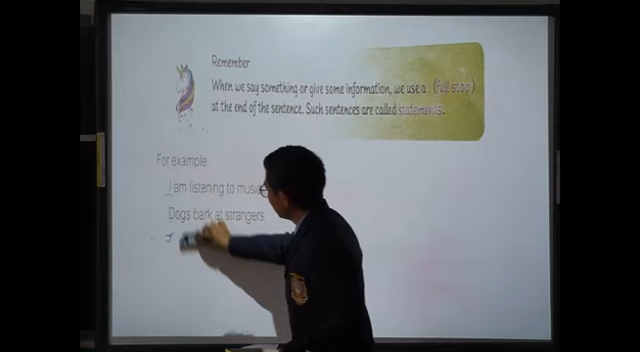 Remember
When we say something or give some information, we use a . (full stop)
at the end of the sentence. Such sentences are called statements.
For example:
I am listening to music
Dogs bark at strangers.